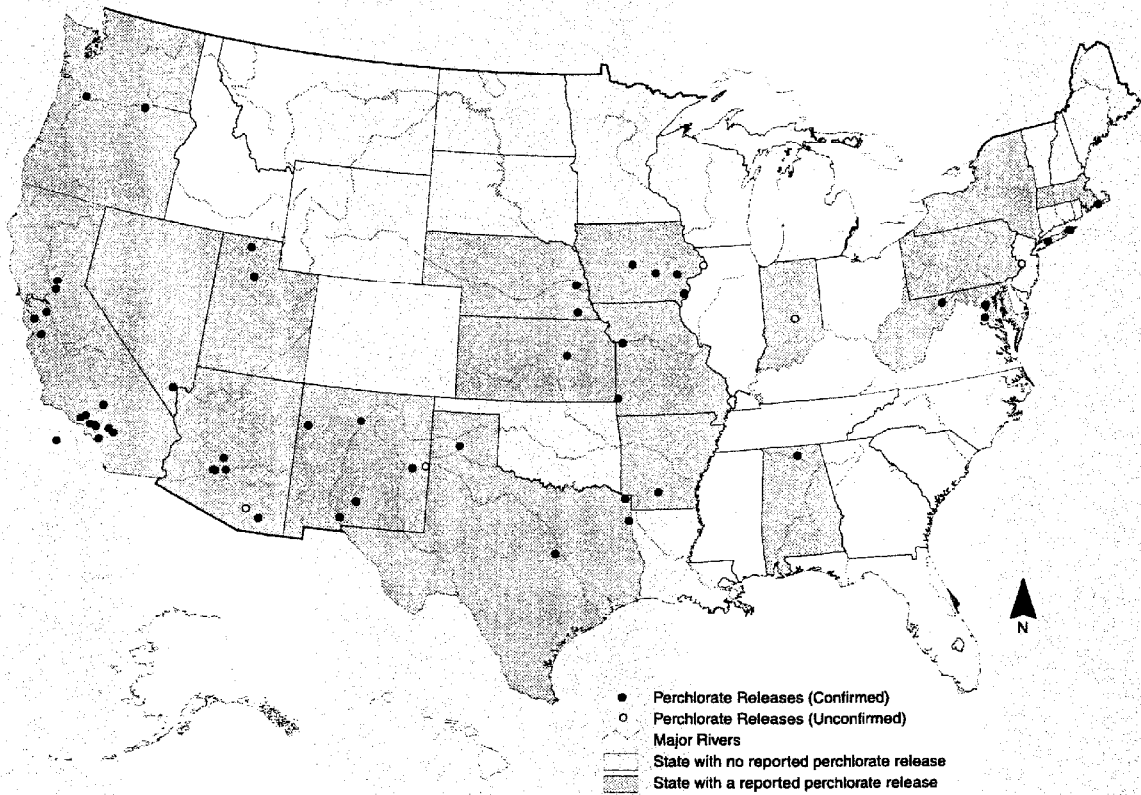 N
Perchlorate Releases (Confirmed)
Perchlorate Releases (Unconfirmed)
Major Rivers
State with no reported perchlorate release
State with a reported perchlorate release